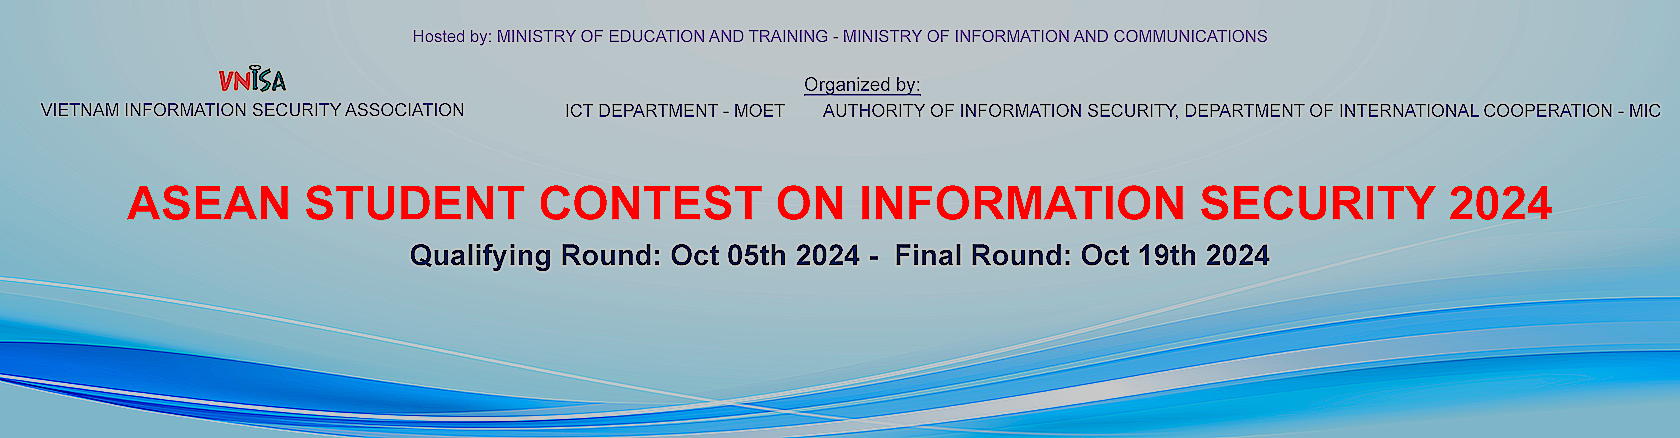 Hosted by: MINISTRY OF EDUCATION AND TRAINING - MINISTRY OF INFORMATION AND COMMUNICATIONS
VNISA
Organized by:
VIETNAM INFORMATION SECURITY ASSOCIATION
ICT DEPARTMENT - MOET
AUTHORITY OF INFORMATION SECURITY, DEPARTMENT OF INTERNATIONAL COOPERATION - MIC
ASEAN STUDENT CONTEST ON INFORMATION SECURITY 2024
Qualifying Round: Oct 05th 2024 - Final Round: Oct 19th 2024